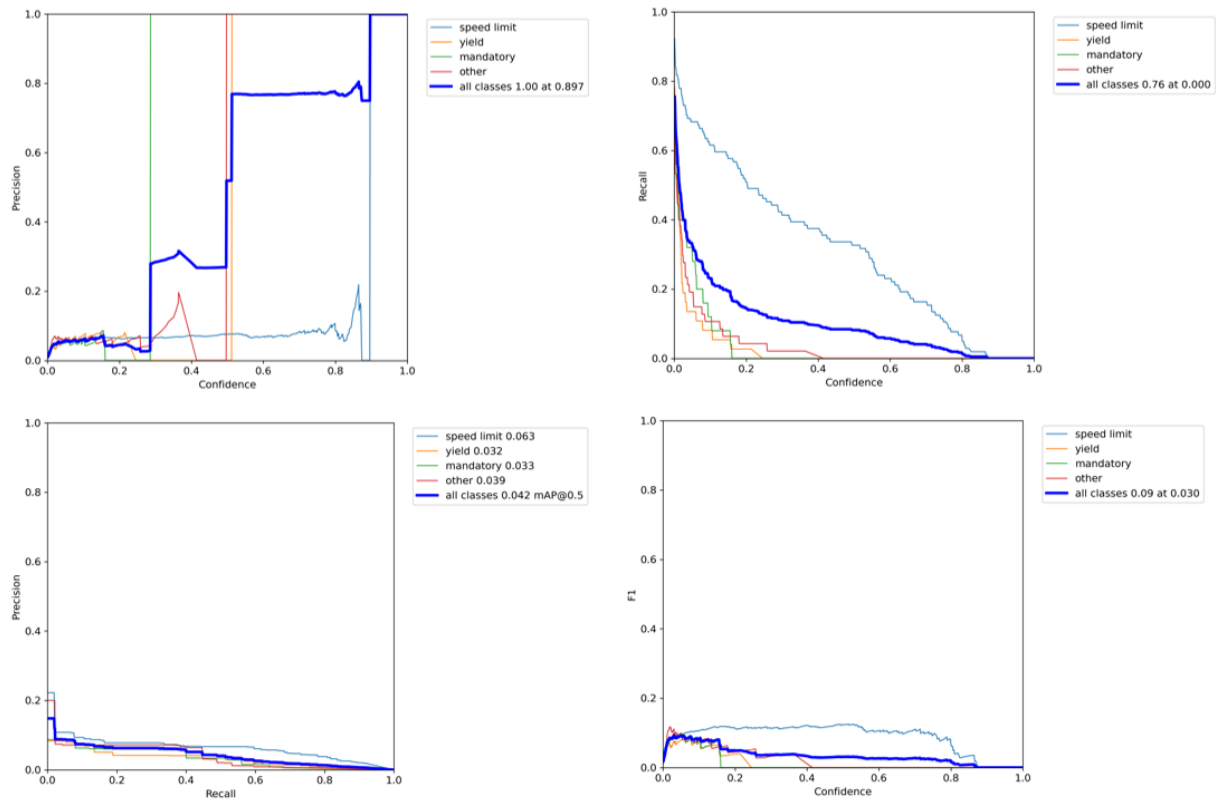 1.0
0.8
0.6
0.4
0.2
0.0
Precision
0.0 0.2 0.4 0.6 0.8 1.0
Confidence
speed limit
yield
mandatory
other
all classes 1.00 at 0.897
1.0
0.8
0.6
0.4
0.2
0.0
Recall
0.0 0.2 0.4 0.6 0.8 1.0
Confidence
speed limit
yield
mandatory
other
all classes 0.76 at 0.000
1.0
0.8
0.6
0.4
0.2
0.0
Precision
0.0 0.2 0.4 0.6 0.8 1.0
Recall
speed limit 0.063
yield 0.032
mandatory 0.033
other 0.039
all classes 0.042 mAP@0.5
1.0
0.8
0.6
0.4
0.2
0.0
F1
0.0 0.2 0.4 0.6 0.8 1.0
Confidence
speed limit
yield
mandatory
other
all classes 0.09 at 0.030